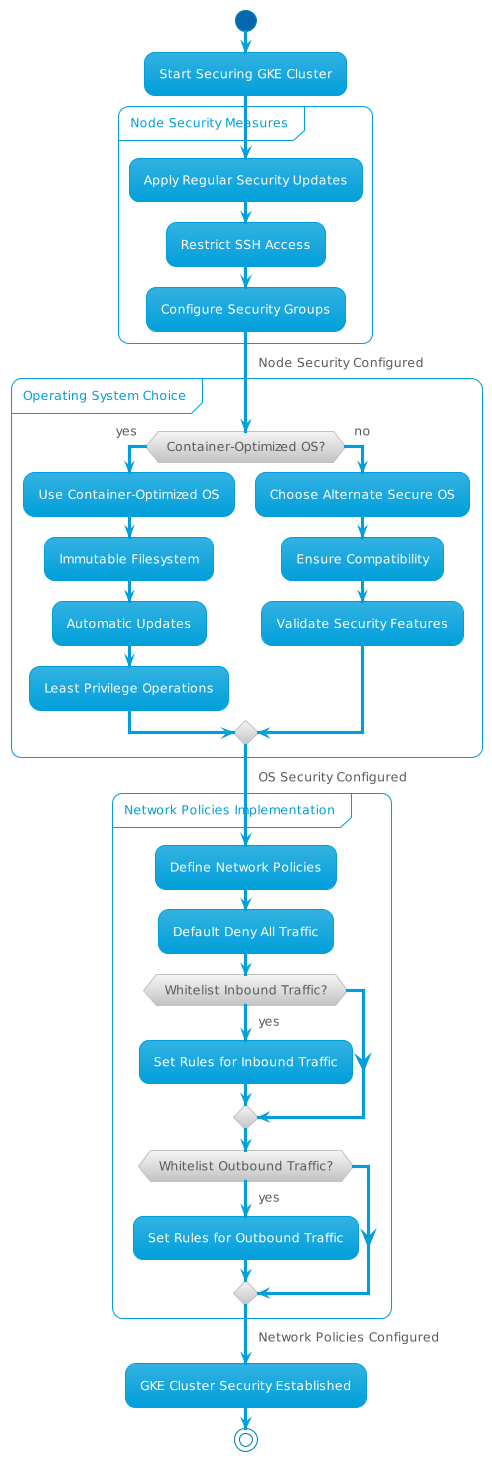 Start Securing GKE Cluster
Node Security Measures
Apply Regular Security Updates
Restrict SSH Access
Configure Security Groups
Node Security Configured
Operating System Choice
yes
Container-Optimized OS?
no
Use Container-Optimized OS
Choose Alternate Secure OS
Immutable Filesystem
Ensure Compatibility
Automatic Updates
Validate Security Features
Least Privilege Operations
OS Security Configured
Network Policies Implementation
Define Network Policies
Default Deny All Traffic
Whitelist Inbound Traffic?
yes
Set Rules for Inbound Traffic
Whitelist Outbound Traffic?
yes
Set Rules for Outbound Traffic
Network Policies Configured
GKE Cluster Security Established